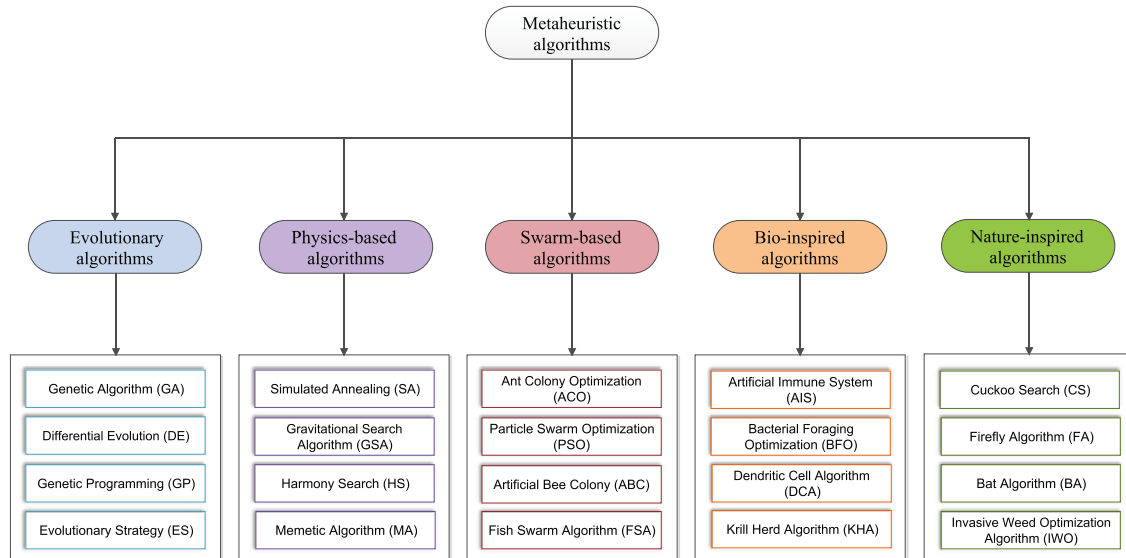 Metaheuristic
algorithms
Evolutionary
algorithms
Physics-based
algorithms
Swarm-based
algorithms
Bio-inspired
algorithms
Nature-inspired
algorithms
Genetic Algorithm (GA)
Differential Evolution (DE)
Genetic Programming (GP)
Evolutionary Strategy (ES)
Simulated Annealing (SA)
Gravitational Search
Algorithm (GSA)
Harmony Search (HS)
Memetic Algorithm (MA)
Ant Colony Optimization
(ACO)
Particle Swarm Optimization
(PSO)
Artificial Bee Colony (ABC)
Fish Swarm Algorithm (FSA)
Artificial Immune System
(AIS)
Bacterial Foraging
Optimization (BFO)
Dendritic Cell Algorithm
(DCA)
Krill Herd Algorithm (KHA)
Cuckoo Search (CS)
Firefly Algorithm (FA)
Bat Algorithm (BA)
Invasive Weed Optimization
Algorithm (IWO)